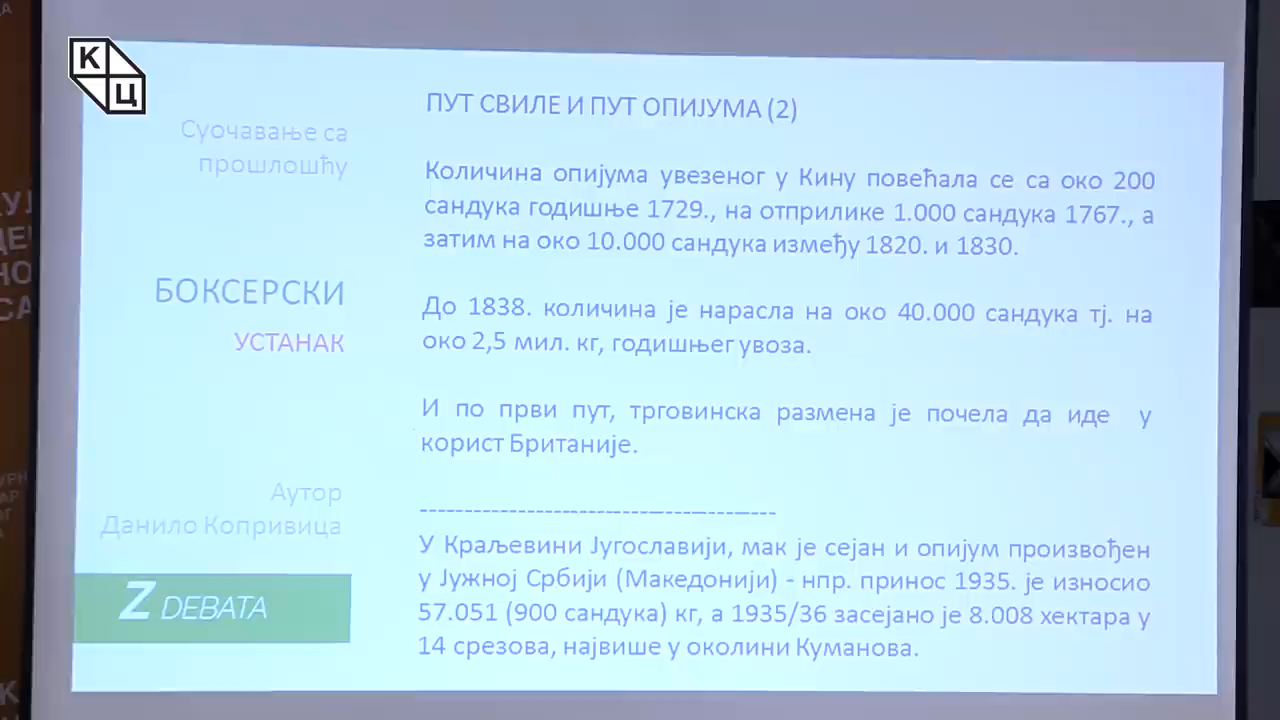 К
Ц
Суочавање са
прошлошћу
БОКСЕРСКИ
УСТАНАК
Аутор
Данило Копривица
Z DEBATA
ПУТ СВИЛЕ И ПУТ ОПИЈУМА (2)
Количина опијума увезеног у Кину повећала се са око 200
сандука годишње 1729., на отприлике 1.000 сандука 1767., а
затим на око 10.000 сандука између 1820. и 1830.
До 1838. количина је нарасла на око 40.000 сандука тј. на
око 2,5 мил. кг, годишњег увоза.
И по први пут, трговинска размена је почела да иде у
корист Британије.
----------------------------------------
У Краљевини Југославији, мак је сејан и опијум произвођен
у Јужној Србији (Македонији) - нпр. принос 1935. је износио
57.051 (900 сандука) кг, а 1935/36 засејано је 8.008 хектара у
14 срезова, највише у околини Куманова.